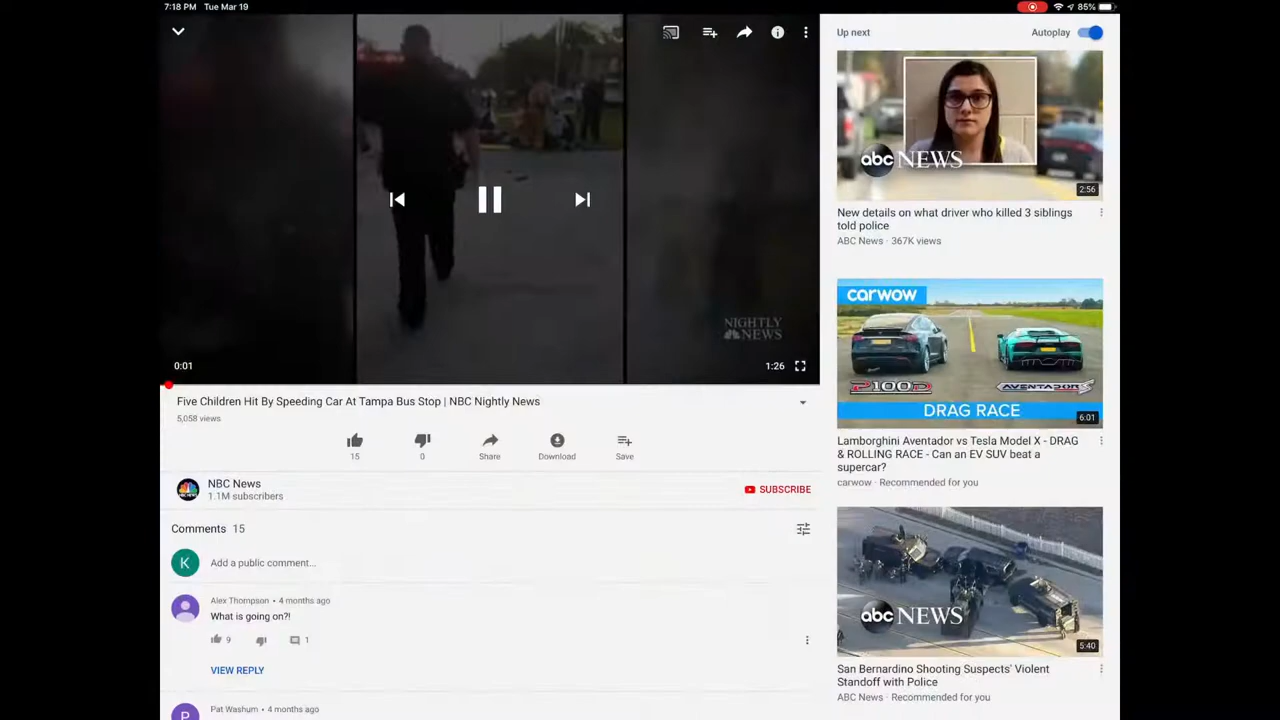 7:18 PM Tue Mar 19
85%
NIGHTLY
NEWS
0:01
1:26
Five Children Hit By Speeding Car At Tampa Bus Stop | NBC Nightly News
5,058 views
15
0
Share
Download
Save
NBC News
1.1M subscribers
SUBSCRIBE
Comments 15
K
Add a public comment...
Alex Thompson • 4 months ago
What is going on?!
9
1
VIEW REPLY
P
Pat Washum • 4 months ago
Up next
Autoplay
abc NEWS
2:56
New details on what driver who killed 3 siblings
told police
ABC News · 367K views
carwow
P100D
AVENTADOR S
DRAG RACE
6:01
Lamborghini Aventador vs Tesla Model X - DRAG
& ROLLING RACE - Can an EV SUV beat a
supercar?
carwow · Recommended for you
abc NEWS
5:40
San Bernardino Shooting Suspects' Violent
Standoff with Police
ABC News · Recommended for you